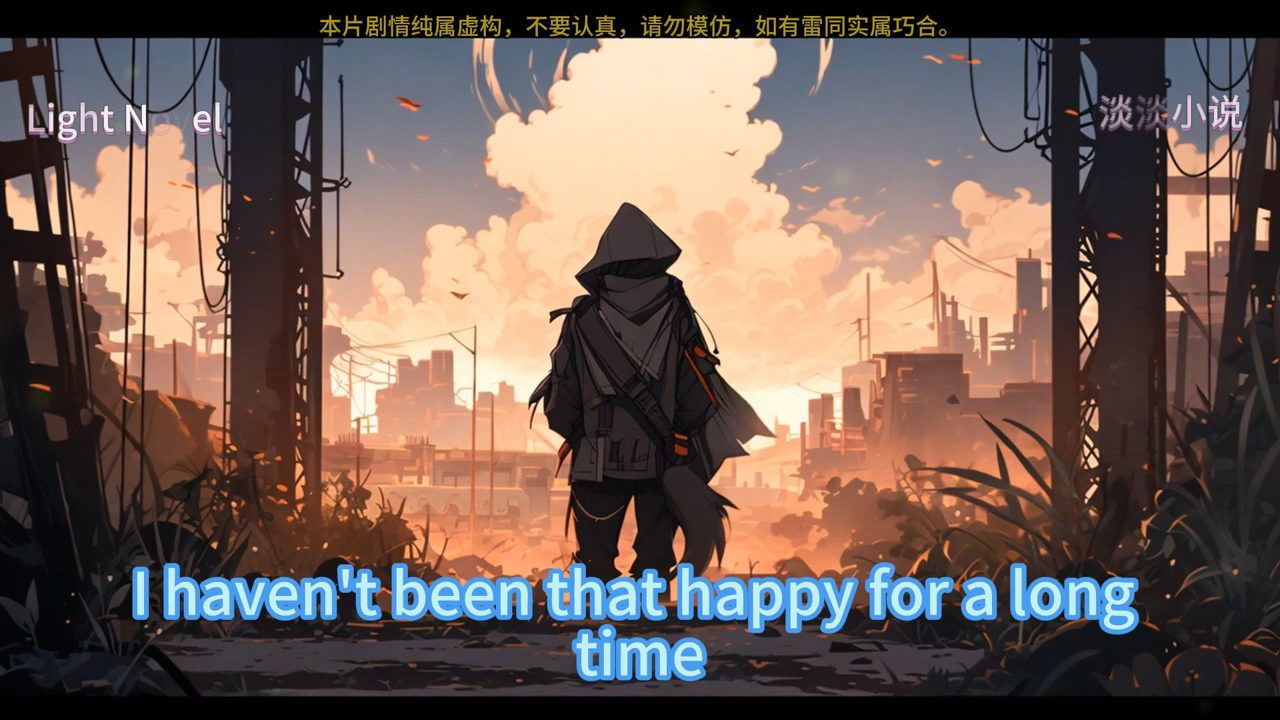 本片剧情纯属虚构，不要认真，请勿模仿，如有雷同实属巧合。
Light N el
淡淡小说
I haven't been that happy for a long
time